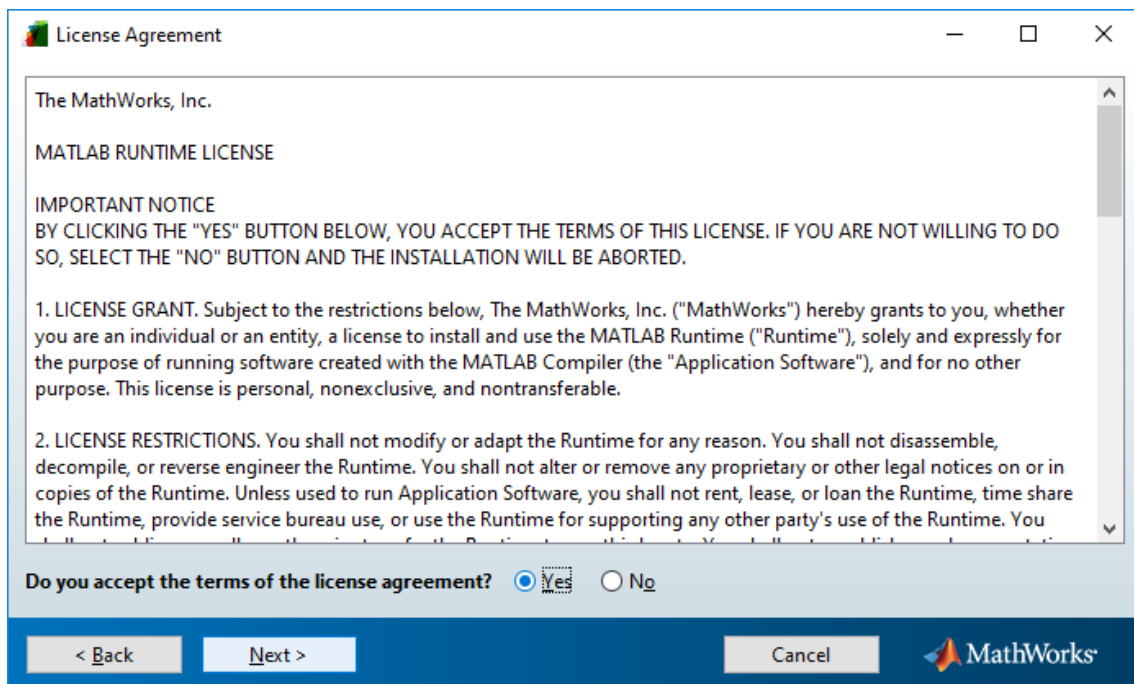 License Agreement
The MathWorks, Inc.
MATLAB RUNTIME LICENSE
IMPORTANT NOTICE
BY CLICKING THE "YES" BUTTON BELOW, YOU ACCEPT THE TERMS OF THIS LICENSE. IF YOU ARE NOT WILLING TO DO
SO, SELECT THE "NO" BUTTON AND THE INSTALLATION WILL BE ABORTED.
1. LICENSE GRANT. Subject to the restrictions below, The MathWorks, Inc. ("MathWorks") hereby grants to you, whether
you are an individual or an entity, a license to install and use the MATLAB Runtime ("Runtime"), solely and expressly for
the purpose of running software created with the MATLAB Compiler (the "Application Software"), and for no other
purpose. This license is personal, nonexclusive, and nontransferable.
2. LICENSE RESTRICTIONS. You shall not modify or adapt the Runtime for any reason. You shall not disassemble,
decompile, or reverse engineer the Runtime. You shall not alter or remove any proprietary or other legal notices on or in
copies of the Runtime. Unless used to run Application Software, you shall not rent, lease, or loan the Runtime, time share
the Runtime, provide service bureau use, or use the Runtime for supporting any other party's use of the Runtime. You
Do you accept the terms of the license agreement? Yes No
< Back Next > Cancel MathWorks